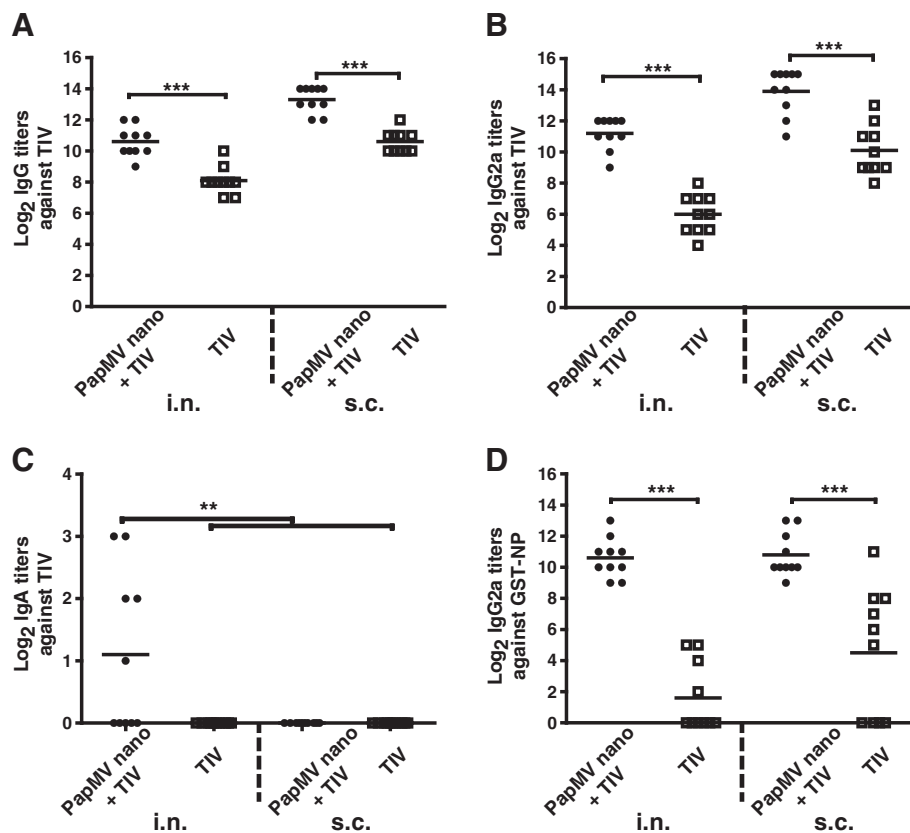 A
Log2 IgG titers
against TIV
16
14
12
10
8
6
4
2
0
***
***
PapMV nano
+ TIV
TIV
PapMV nano
+ TIV
TIV
i.n.
s.c.
B
Log2 IgG2a titers
against TIV
16
14
12
10
8
6
4
2
0
***
***
PapMV nano
+ TIV
TIV
PapMV nano
+ TIV
TIV
i.n.
s.c.
C
Log2 IgA titers
against TIV
4
3
2
1
0
**
PapMV nano
+ TIV
TIV
PapMV nano
+ TIV
TIV
i.n.
s.c.
D
Log2 IgG2a titers
against GST-NP
16
14
12
10
8
6
4
2
0
***
***
PapMV nano
+ TIV
TIV
PapMV nano
+ TIV
TIV
i.n.
s.c.